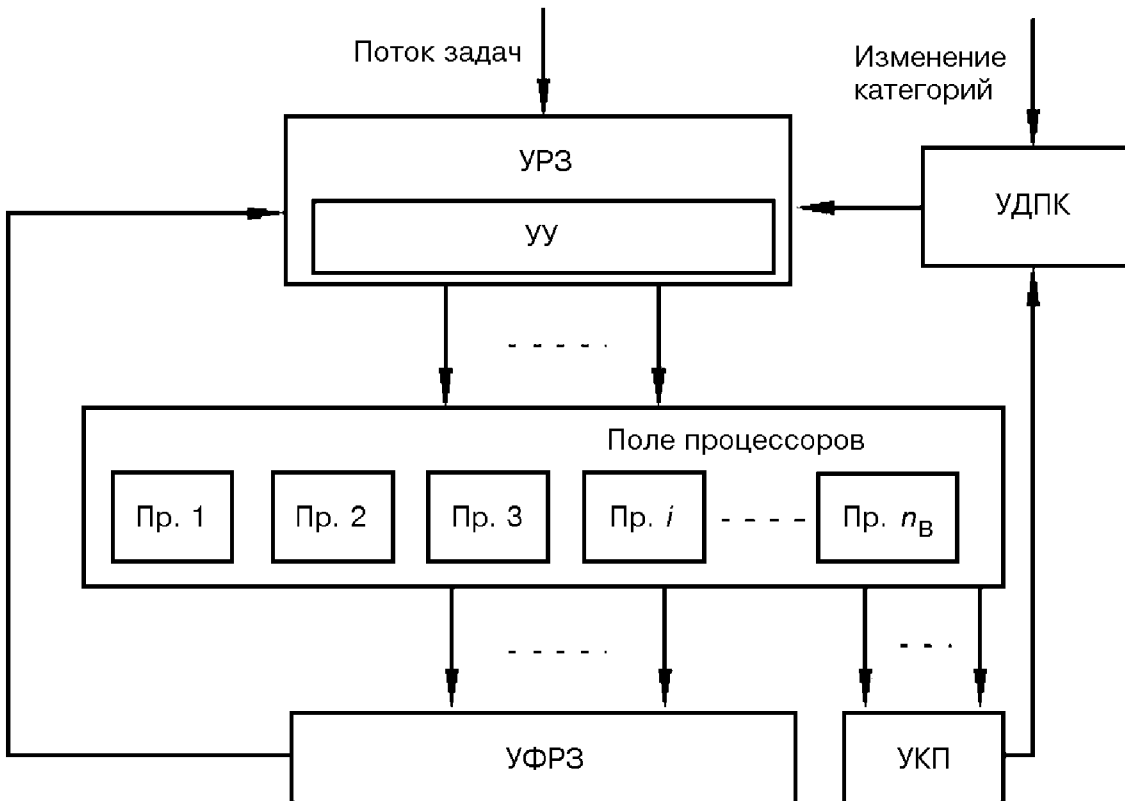 Поток задач
Изменение
категорий
УРЗ
УДПК
УУ
Поле процессоров
Пр. 1
Пр. 2
Пр. 3
Пр. i
Пр. nВ
УФРЗ
УКП